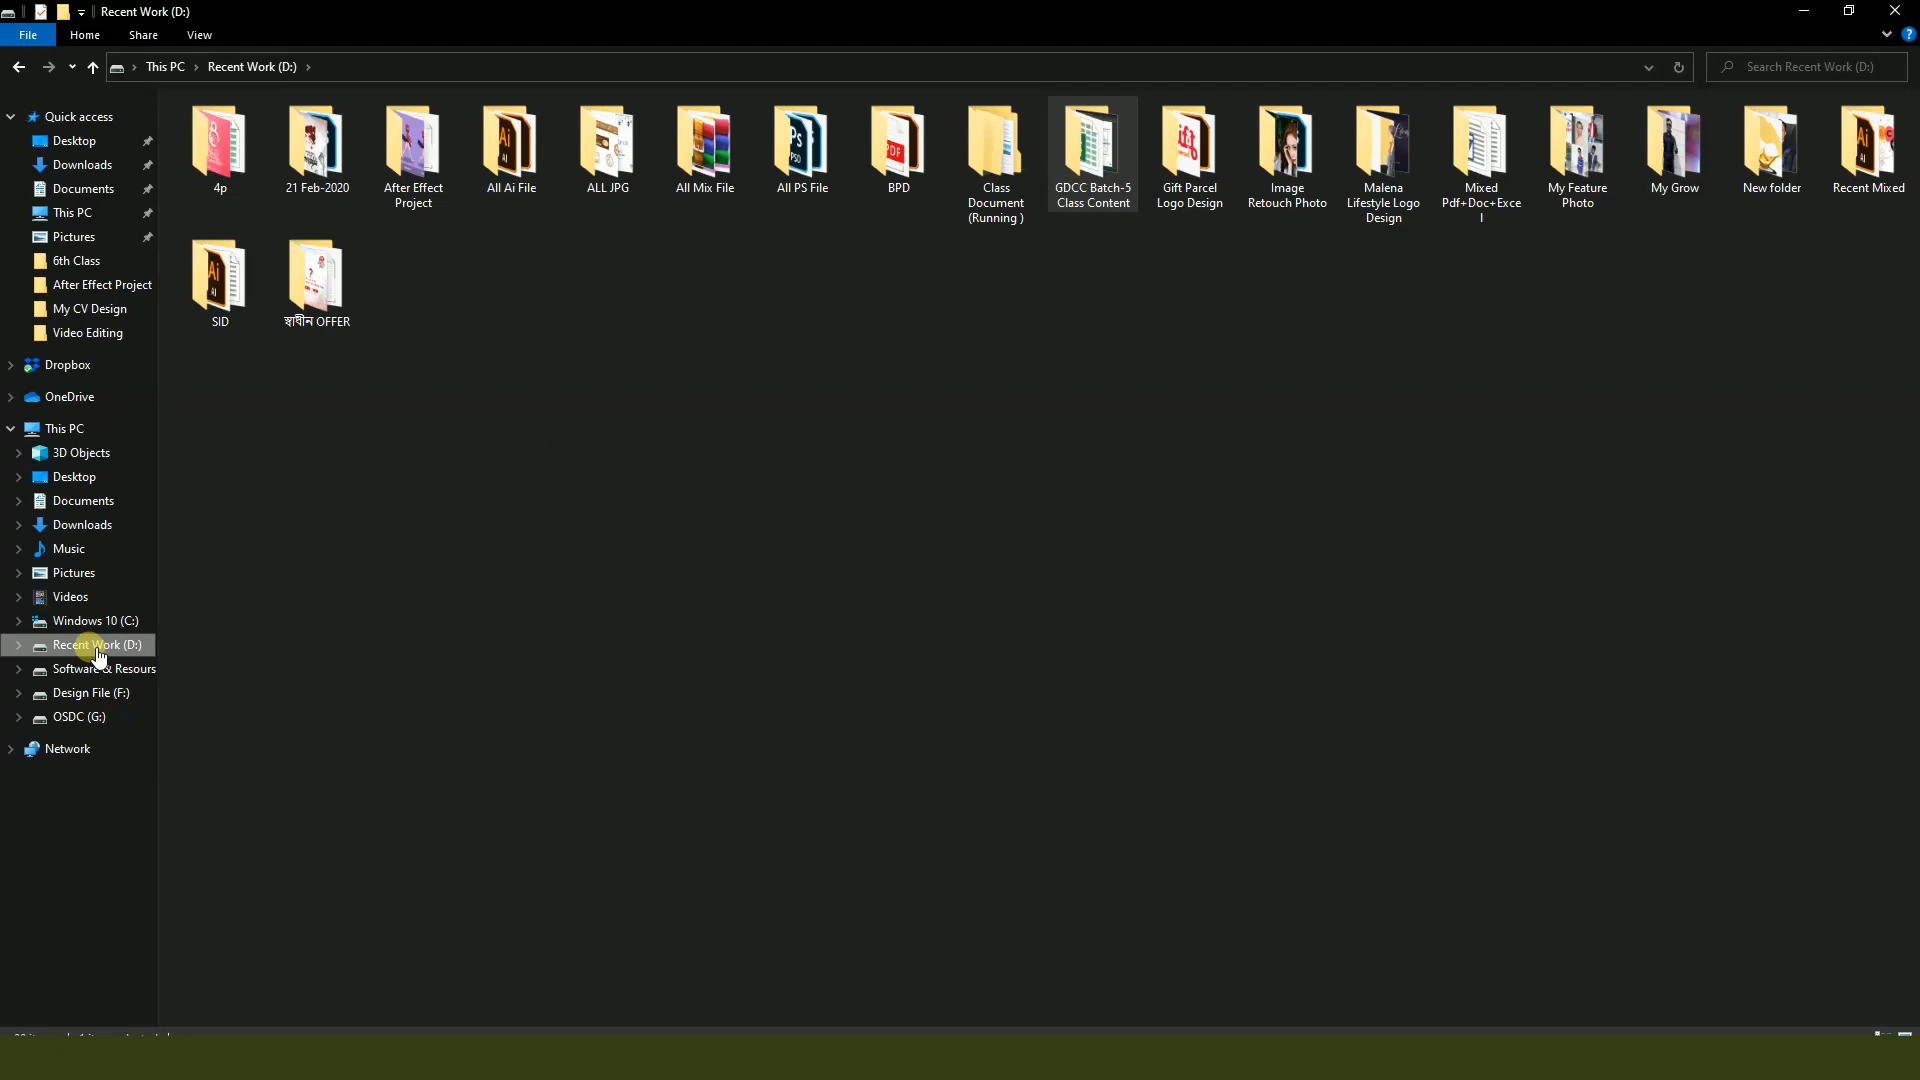 Recent Work (D:)
File Home Share View
This PC Recent Work (D:)
Search Recent Work (D:)
Quick access
Desktop
Downloads
Documents
This PC
Pictures
6th Class
After Effect Project
My CV Design
Video Editing
Dropbox
OneDrive
This PC
3D Objects
Desktop
Documents
Downloads
Music
Pictures
Videos
Windows 10 (C:)
Recent Work (D:)
Software & Resours
Design File (F:)
OSDC (G:)
Network
4p
21 Feb-2020
After Effect
Project
All Ai File
ALL JPG
All Mix File
All PS File
BPD
Class
Document
(Running )
GDCC Batch-5
Class Content
Gift Parcel
Logo Design
Image
Retouch Photo
Malena
Lifestyle Logo
Design
Mixed
Pdf+Doc+Exce
l
My Feature
Photo
My Grow
New folder
Recent Mixed
SID
স্বাধীন OFFER